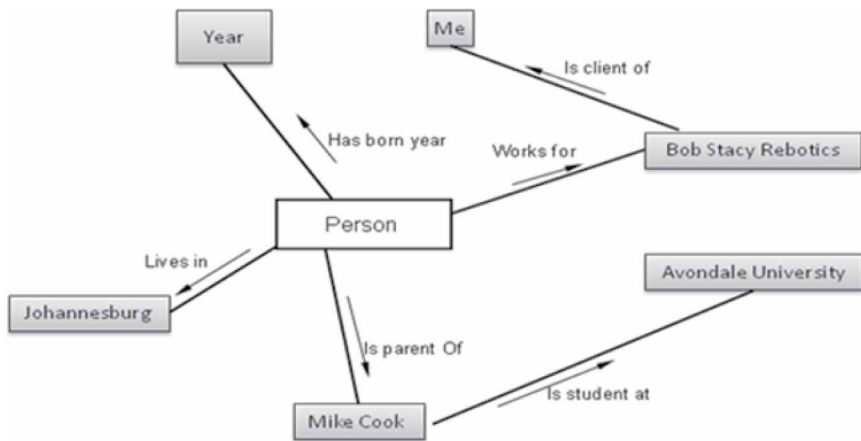 Year
Me
Is client of
Has born year
Works for
Bob Stacy Rebotics
Person
Lives in
Avondale University
Johannesburg
Is parent Of
Is student at
Mike Cook